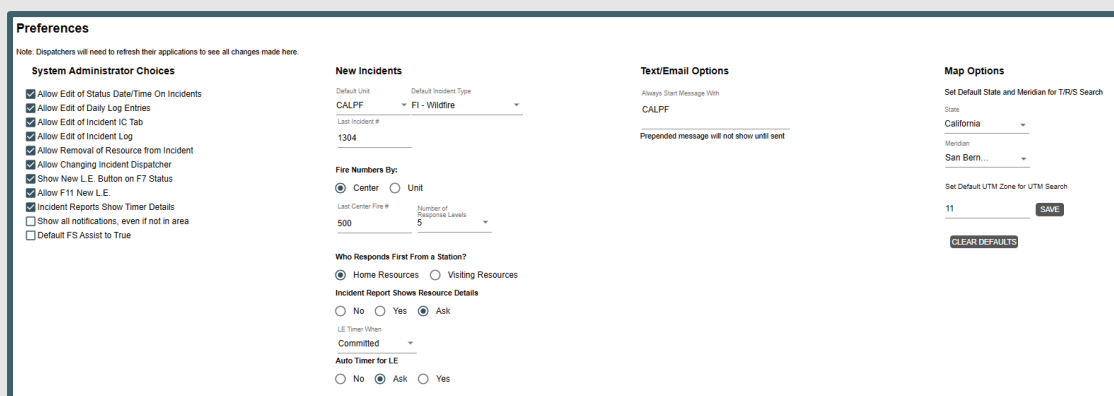 Preferences
Note: Dispatchers will need to refresh their applications to see all changes made here.
System Administrator Choices
Allow Edit of Status Date/Time On Incidents
Allow Edit of Daily Log Entries
Allow Edit of Incident IC Tab
Allow Edit of Incident Log
Allow Removal of Resource from Incident
Allow Changing Incident Dispatcher
Show New L.E. Button on F7 Status
Allow F11 New L.E.
Incident Reports Show Timer Details
Show all notifications, even if not in area
Default FS Assist to True
New Incidents
Default Unit Default Incident Type
CALPF FI - Wildfire
Last Incident #
1304
Fire Numbers By:
Center Unit
Last Center Fire # Number of Response Levels
500 5
Who Responds First From a Station?
Home Resources Visiting Resources
Incident Report Shows Resource Details
No Yes Ask
LE Timer When
Committed
Auto Timer for LE
No Ask Yes
Text/Email Options
Always Start Message With
CALPF
Prepended message will not show until sent
Map Options
Set Default State and Meridian for T/R/S Search
State
California
Meridian
San Bern...
Set Default UTM Zone for UTM Search
11 SAVE
CLEAR DEFAULTS